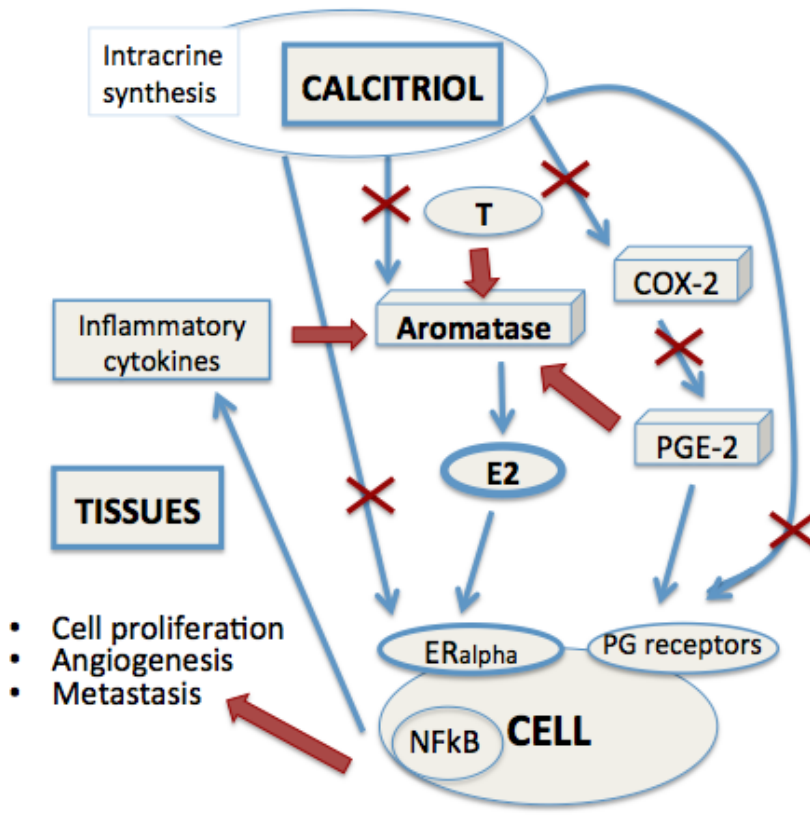 Intracrine
synthesis
CALCITRIOL
T
COX-2
Inflammatory
cytokines
Aromatase
PGE-2
E2
TISSUES
• Cell proliferation
• Angiogenesis
• Metastasis
ERalpha
PG receptors
NFkB
CELL